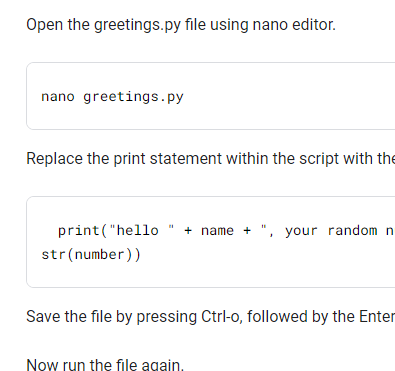 Open the greetings.py file using nano editor.
nano greetings.py
Replace the print statement within the script with the
print("hello " + name + ", your random n
str(number))
Save the file by pressing Ctrl-o, followed by the Enter
Now run the file again.